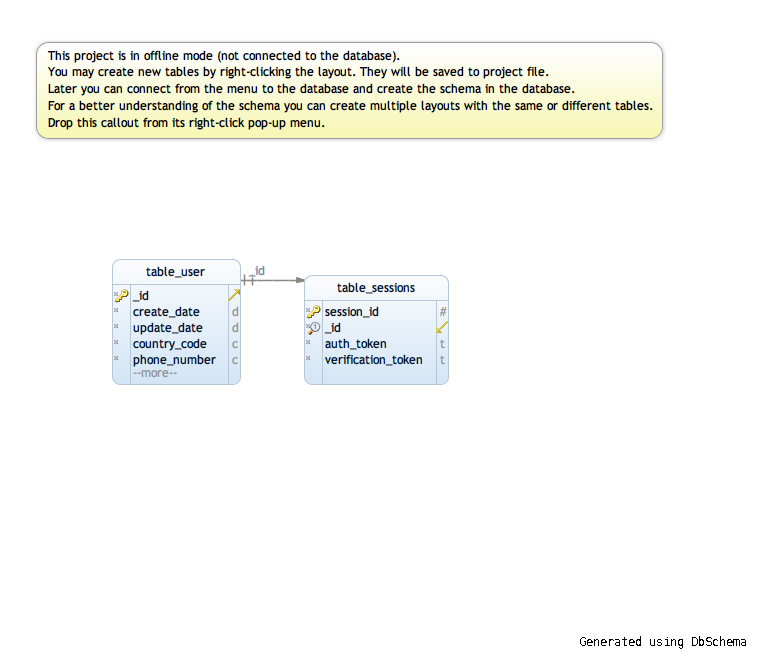 This project is in offline mode (not connected to the database).
You may create new tables by right-clicking the layout. They will be saved to project file.
Later you can connect from the menu to the database and create the schema in the database.
For a better understanding of the schema you can create multiple layouts with the same or different tables.
Drop this callout from its right-click pop-up menu.
_id
table_user
_id
create_date d
update_date d
country_code c
phone_number c
--more--
table_sessions
session_id #
_id
auth_token t
verification_token t
Generated using DbSchema